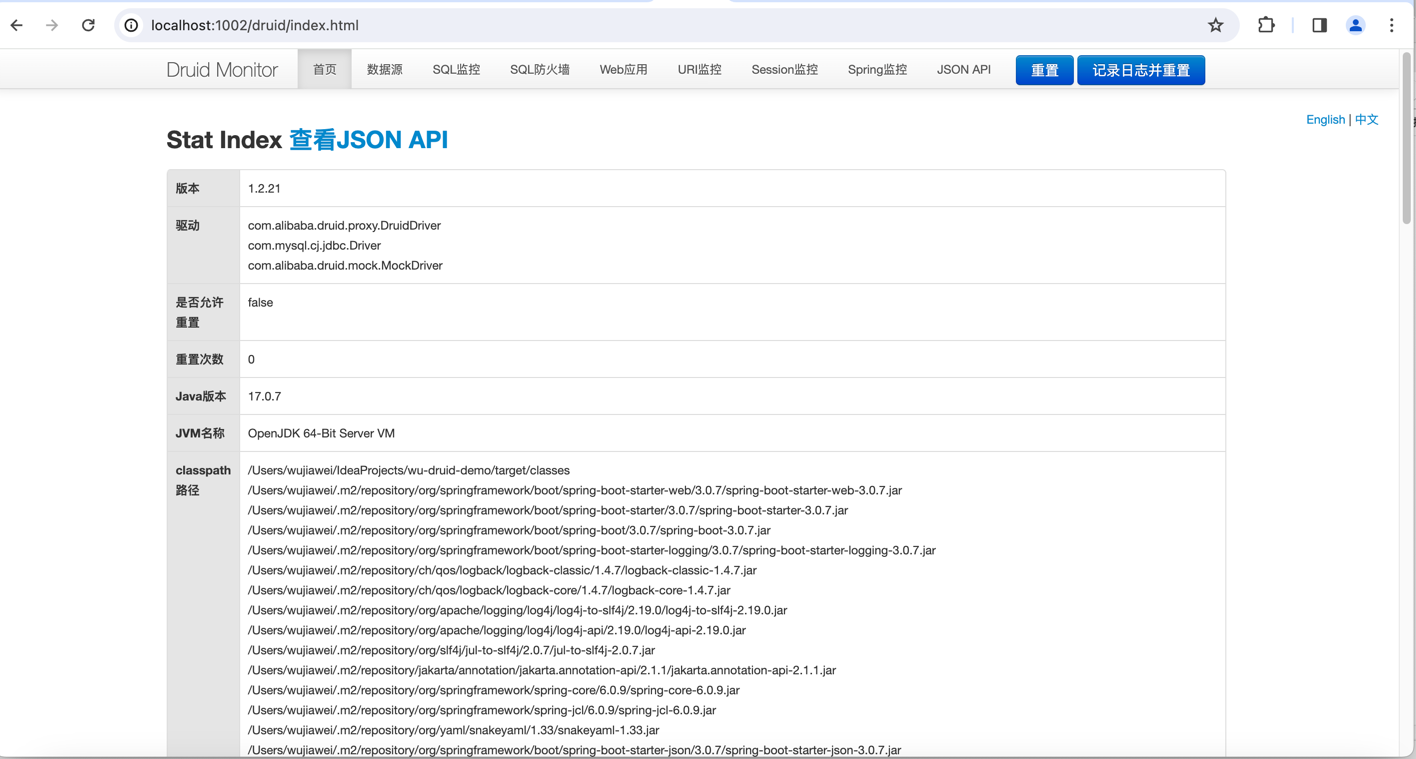 localhost:1002/druid/index.html
Druid Monitor 首页 数据源 SQL监控 SQL防火墙 Web应用 URI监控 Session监控 Spring监控 JSON API 重置 记录日志并重置
English | 中文
Stat Index 查看JSON API
版本 1.2.21
驱动 com.alibaba.druid.proxy.DruidDriver
com.mysql.cj.jdbc.Driver
com.alibaba.druid.mock.MockDriver
是否允许 false
重置
重置次数 0
Java版本 17.0.7
JVM名称 OpenJDK 64-Bit Server VM
classpath /Users/wujiawei/IdeaProjects/wu-druid-demo/target/classes
路径 /Users/wujiawei/.m2/repository/org/springframework/boot/spring-boot-starter-web/3.0.7/spring-boot-starter-web-3.0.7.jar
/Users/wujiawei/.m2/repository/org/springframework/boot/spring-boot-starter/3.0.7/spring-boot-starter-3.0.7.jar
/Users/wujiawei/.m2/repository/org/springframework/boot/spring-boot/3.0.7/spring-boot-3.0.7.jar
/Users/wujiawei/.m2/repository/org/springframework/boot/spring-boot-starter-logging/3.0.7/spring-boot-starter-logging-3.0.7.jar
/Users/wujiawei/.m2/repository/ch/qos/logback/logback-classic/1.4.7/logback-classic-1.4.7.jar
/Users/wujiawei/.m2/repository/ch/qos/logback/logback-core/1.4.7/logback-core-1.4.7.jar
/Users/wujiawei/.m2/repository/org/apache/logging/log4j/log4j-to-slf4j/2.19.0/log4j-to-slf4j-2.19.0.jar
/Users/wujiawei/.m2/repository/org/apache/logging/log4j/log4j-api/2.19.0/log4j-api-2.19.0.jar
/Users/wujiawei/.m2/repository/org/slf4j/jul-to-slf4j/2.0.7/jul-to-slf4j-2.0.7.jar
/Users/wujiawei/.m2/repository/jakarta/annotation/jakarta.annotation-api/2.1.1/jakarta.annotation-api-2.1.1.jar
/Users/wujiawei/.m2/repository/org/springframework/spring-core/6.0.9/spring-core-6.0.9.jar
/Users/wujiawei/.m2/repository/org/springframework/spring-jcl/6.0.9/spring-jcl-6.0.9.jar
/Users/wujiawei/.m2/repository/org/yaml/snakeyaml/1.33/snakeyaml-1.33.jar
/Users/wujiawei/.m2/repository/org/springframework/boot/spring-boot-starter-json/3.0.7/spring-boot-starter-json-3.0.7.jar